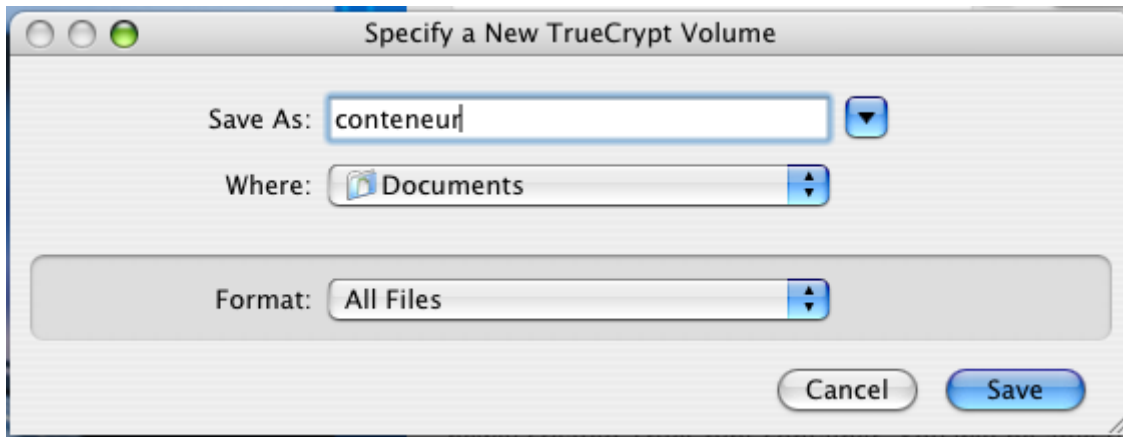 Specify a New TrueCrypt Volume
Save As: conteneur
Where: Documents
Format: All Files
Cancel Save